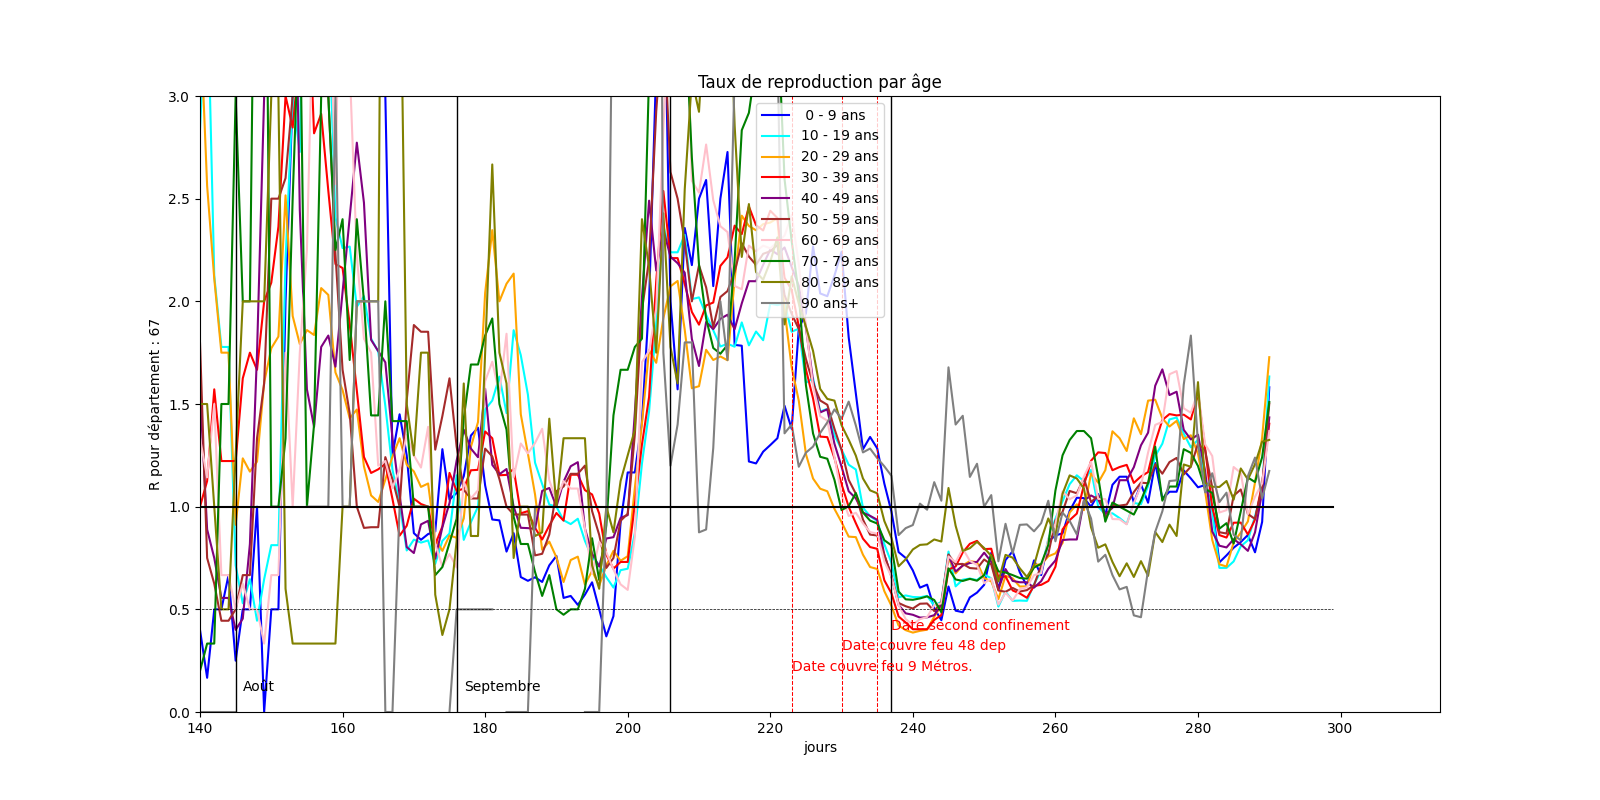 Taux de reproduction par âge
R pour département : 67
3.0
2.5
2.0
1.5
1.0
0.5
0.0
0 - 9 ans
10 - 19 ans
20 - 29 ans
30 - 39 ans
40 - 49 ans
50 - 59 ans
60 - 69 ans
70 - 79 ans
80 - 89 ans
90 ans+
Date second confinement
Date couvre feu 48 dep
Date couvre feu 9 Métros.
Août
Septembre
140 160 180 200 220 240 260 280 300
jours